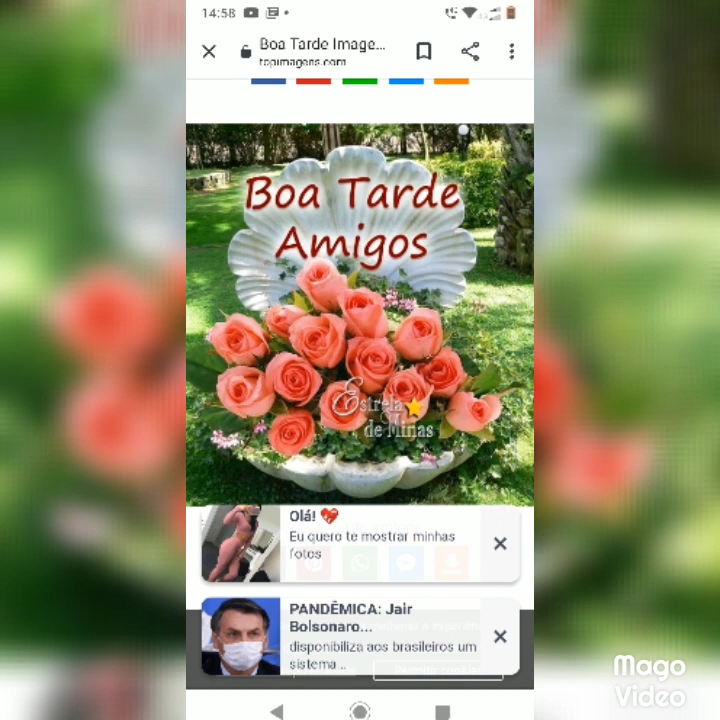 14:58
Boa Tarde Image...
topimagens.com
Boa Tarde
Amigos
Estrela
de Minas
Olá! 💖
Eu quero te mostrar minhas
fotos
PANDÊMICA: Jair
Bolsonaro...
disponibiliza aos brasileiros um
sistema...
Mago
Video